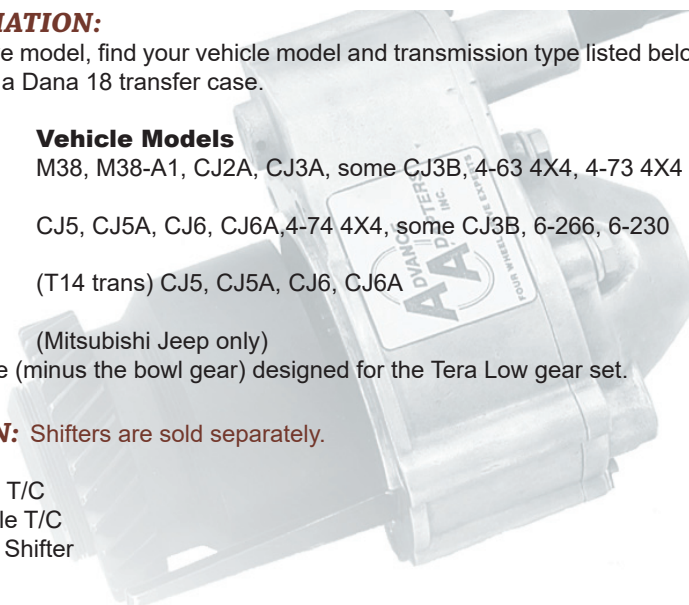 MATION:
e model, find your vehicle model and transmission type listed belo
a Dana 18 transfer case.
Vehicle Models
M38, M38-A1, CJ2A, CJ3A, some CJ3B, 4-63 4X4, 4-73 4X4
CJ5, CJ5A, CJ6, CJ6A,4-74 4X4, some CJ3B, 6-266, 6-230
(T14 trans) CJ5, CJ5A, CJ6, CJ6A
(Mitsubishi Jeep only)
e (minus the bowl gear) designed for the Tera Low gear set.
N: Shifters are sold separately.
T/C
le T/C
Shifter
ADVANCE
ADAPTERS
INC.
FOUR WHEEL DRIVE EXPERTS